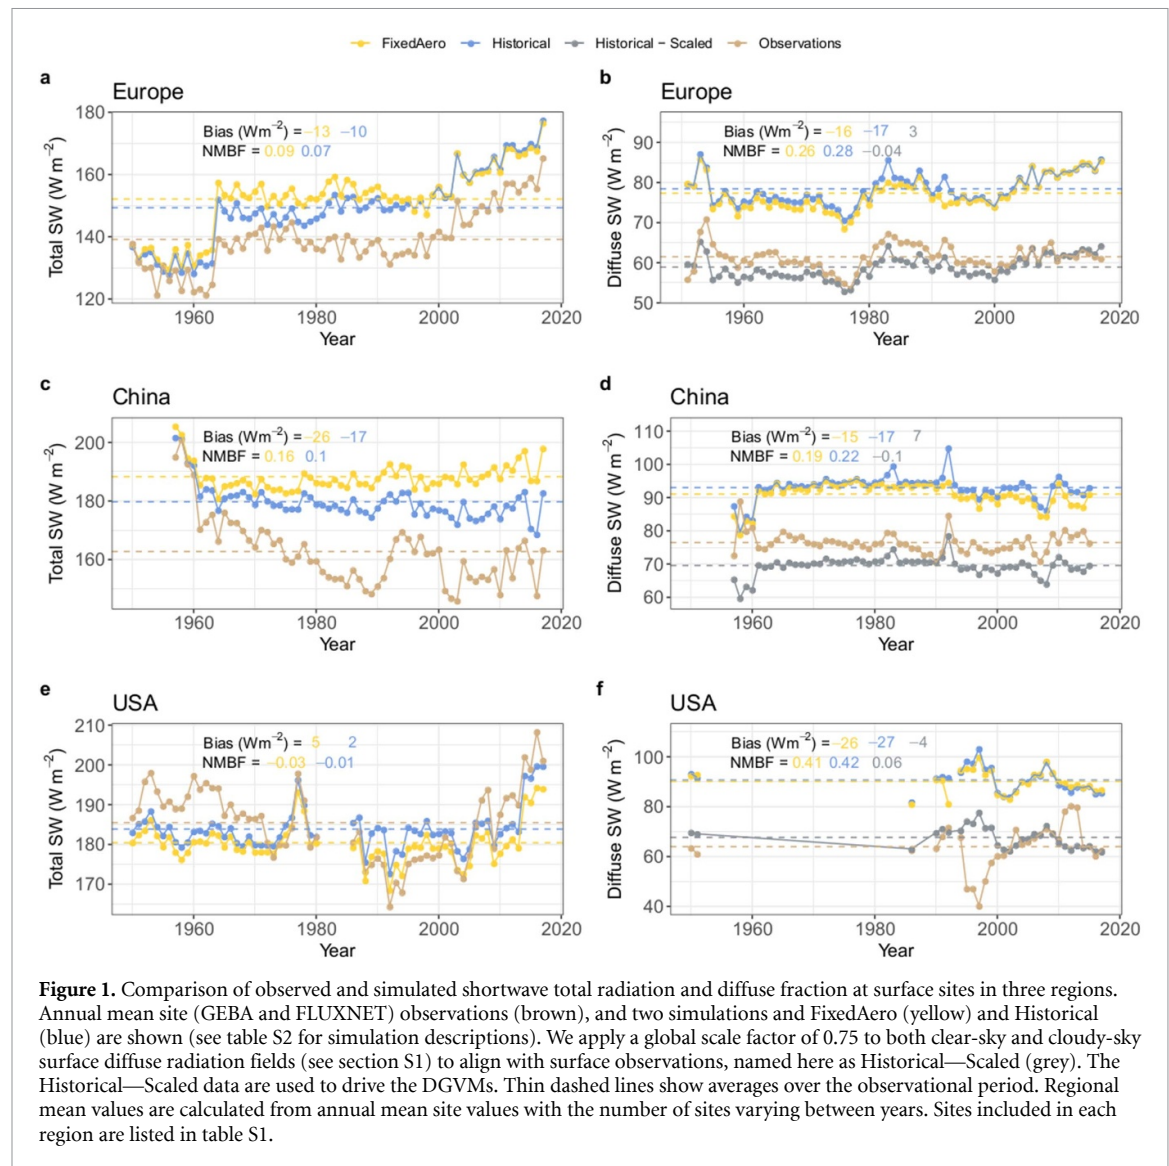 FixedAero Historical Historical − Scaled Observations
a
Europe
Total SW (W m−2)
180
160
140
120
Bias (Wm−2) = −13 −10
NMBF = 0.09 0.07
1960 1980 2000 2020
Year
b
Europe
Diffuse SW (W m−2)
90
80
70
60
50
Bias (Wm−2) = −16 −17 3
NMBF = 0.26 0.28 −0.04
1960 1980 2000 2020
Year
c
China
Total SW (W m−2)
200
180
160
Bias (Wm−2) = −26 −17
NMBF = 0.16 0.1
1960 1980 2000 2020
Year
d
China
Diffuse SW (W m−2)
110
100
90
80
70
60
Bias (Wm−2) = −15 −17 7
NMBF = 0.19 0.22 −0.1
1960 1980 2000 2020
Year
e
USA
Total SW (W m−2)
210
200
190
180
170
Bias (Wm−2) = 5 2
NMBF = −0.03 −0.01
1960 1980 2000 2020
Year
f
USA
Diffuse SW (W m−2)
100
80
60
40
Bias (Wm−2) = −26 −27 −4
NMBF = 0.41 0.42 0.06
1960 1980 2000 2020
Year
Figure 1. Comparison of observed and simulated shortwave total radiation and diffuse fraction at surface sites in three regions.
Annual mean site (GEBA and FLUXNET) observations (brown), and two simulations and FixedAero (yellow) and Historical
(blue) are shown (see table S2 for simulation descriptions). We apply a global scale factor of 0.75 to both clear-sky and cloudy-sky
surface diffuse radiation fields (see section S1) to align with surface observations, named here as Historical—Scaled (grey). The
Historical—Scaled data are used to drive the DGVMs. Thin dashed lines show averages over the observational period. Regional
mean values are calculated from annual mean site values with the number of sites varying between years. Sites included in each
region are listed in table S1.